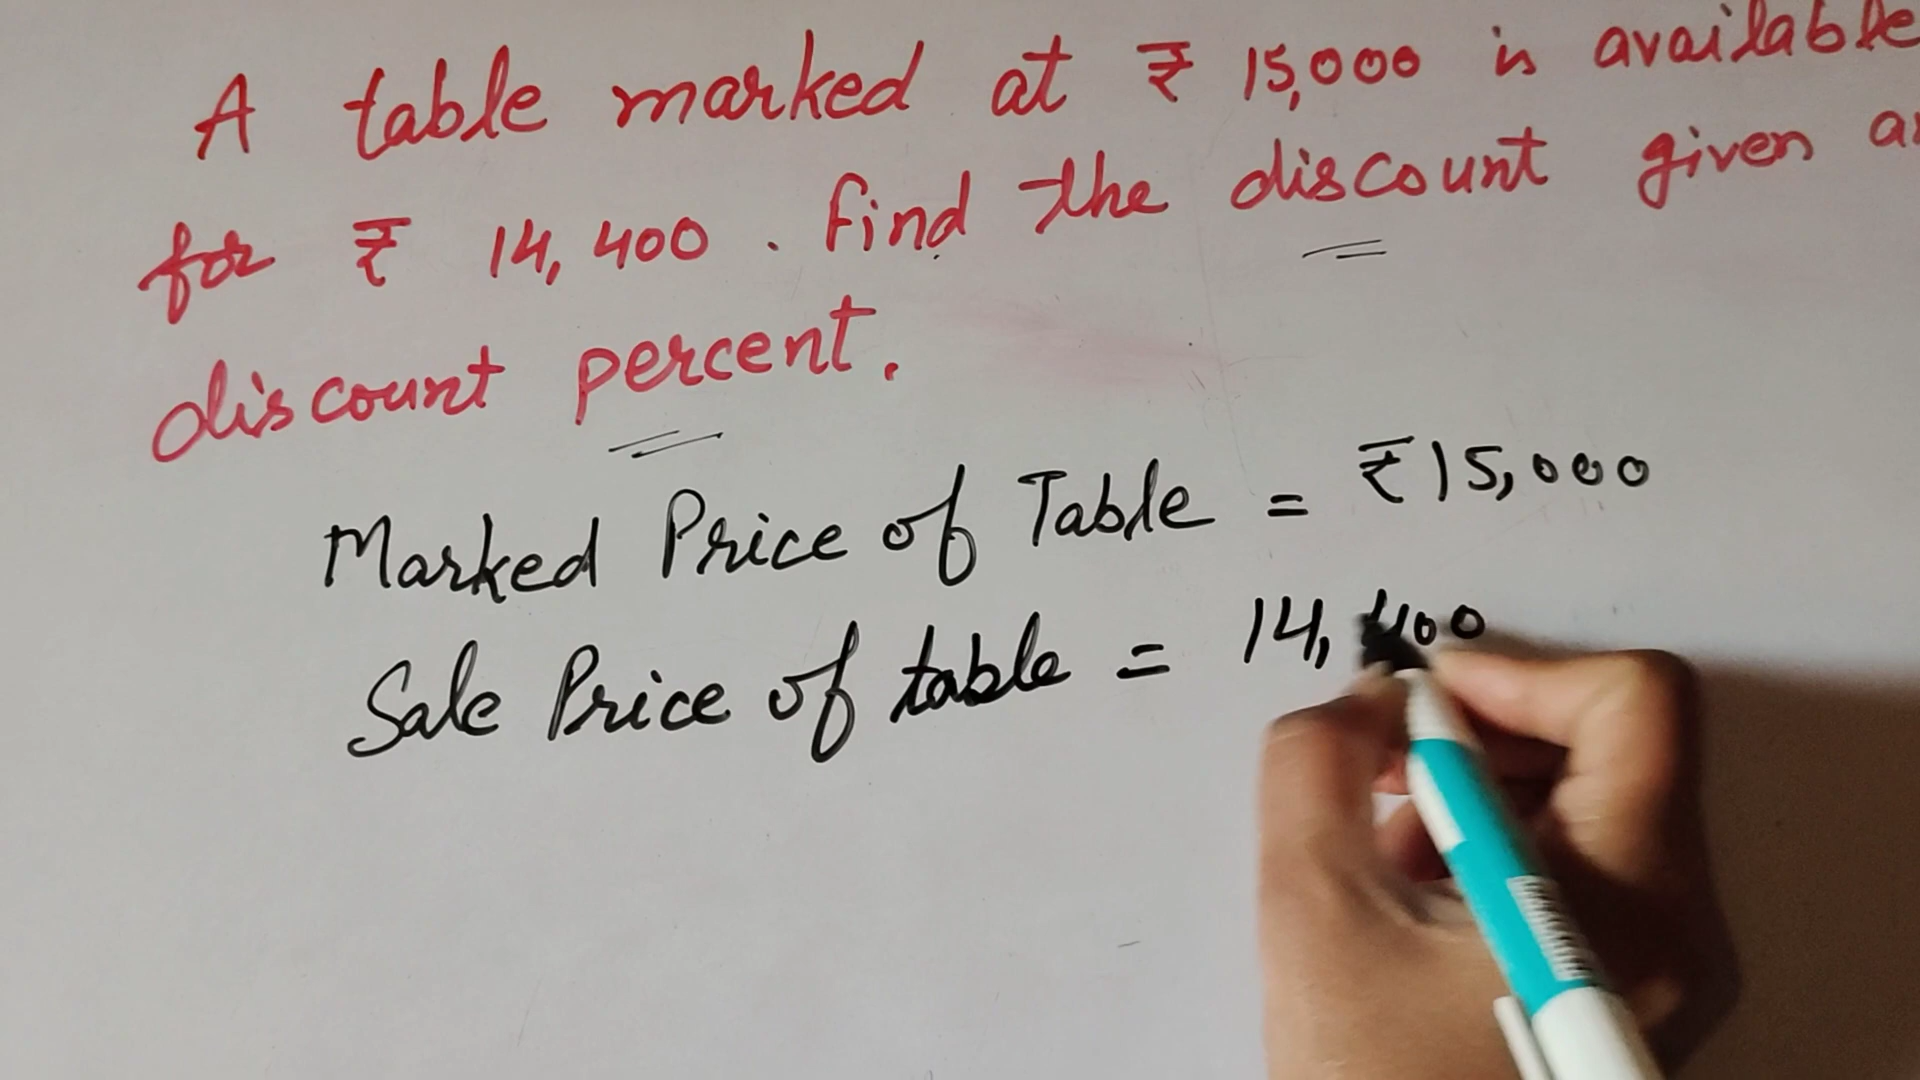 A table marked at ₹ 15,000 is available
for ₹ 14,400. Find the discount given
discount percent.
Marked Price of Table = ₹15,000
Sale Price of table = 14,400